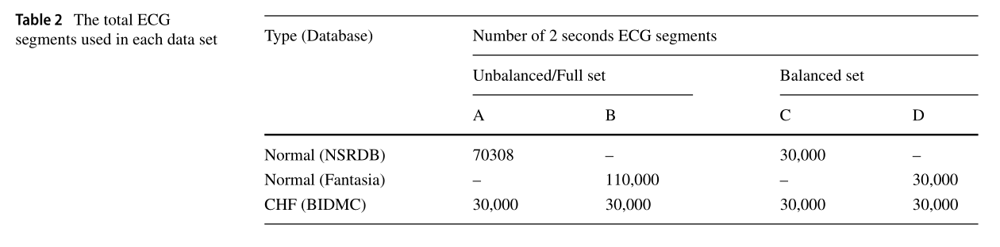 Table 2 The total ECG
segments used in each data set
Type (Database) Number of 2 seconds ECG segments
Unbalanced/Full set Balanced set
A B C D
Normal (NSRDB) 70308 – 30,000 –
Normal (Fantasia) – 110,000 – 30,000
CHF (BIDMC) 30,000 30,000 30,000 30,000